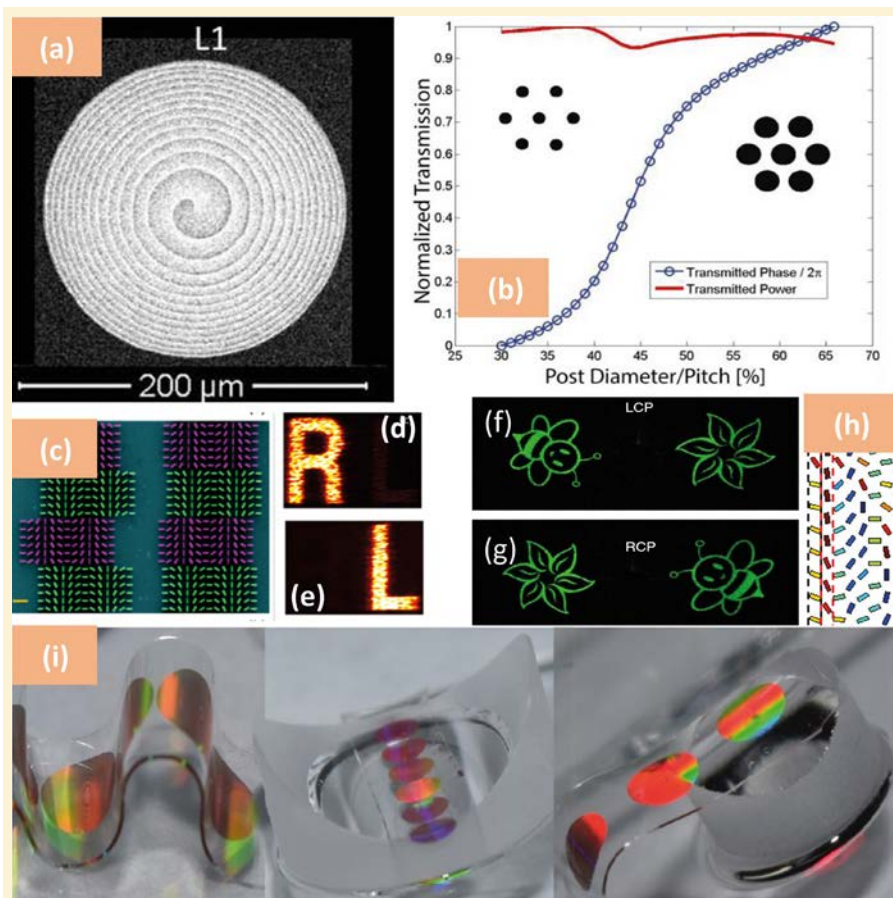 (a)
L1
200 µm
Normalized Transmission
1
0.9
0.8
0.7
0.6
0.5
0.4
0.3
0.2
0.1
0
25 30 35 40 45 50 55 60 65 70
Post Diameter/Pitch [%]
(b)
Transmitted Phase / 2π
Transmitted Power
(c)
(d)
R L
(e)
L
(f)
LCP
(g)
RCP
(h)
(i)